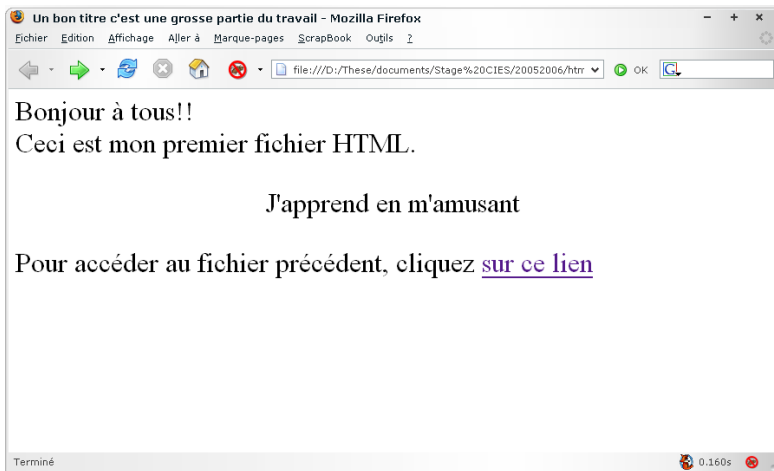 Un bon titre c'est une grosse partie du travail - Mozilla Firefox
Fichier Edition Affichage Aller à Marque-pages ScrapBook Outils ?
file:///D:/These/documents/Stage%20CIES/20052006/htm OK G
Bonjour à tous!!
Ceci est mon premier fichier HTML.
J'apprend en m'amusant
Pour accéder au fichier précédent, cliquez sur ce lien
Terminé 0.160s